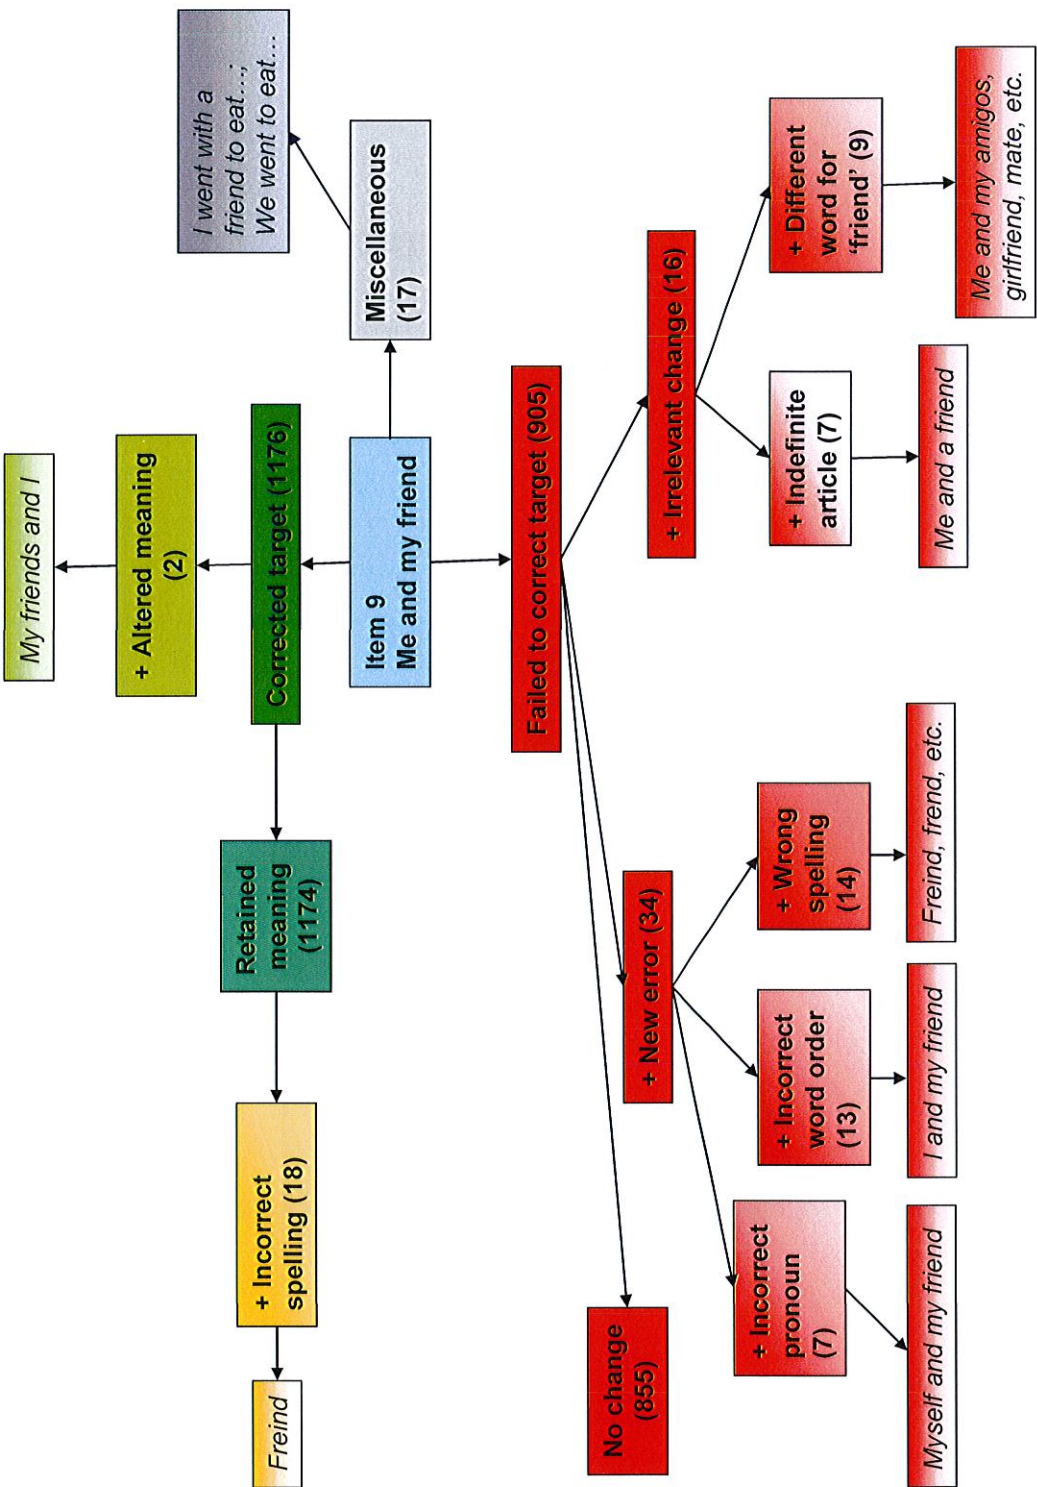 My friends and I
+ Altered meaning
(2)
I went with a
friend to eat…;
We went to eat…
Freind
+ Incorrect
spelling (18)
Retained
meaning
(1174)
Corrected target (1176)
Item 9
Me and my friend
Miscellaneous
(17)
Failed to correct target (905)
No change
(855)
+ New error (34)
+ Irrelevant change (16)
+ Incorrect
pronoun
(7)
+ Incorrect
word order
(13)
+ Wrong
spelling
(14)
+ Indefinite
article (7)
+ Different
word for
‘friend’ (9)
Myself and my friend
I and my friend
Freind, frend, etc.
Me and a friend
Me and my amigos,
girlfriend, mate, etc.